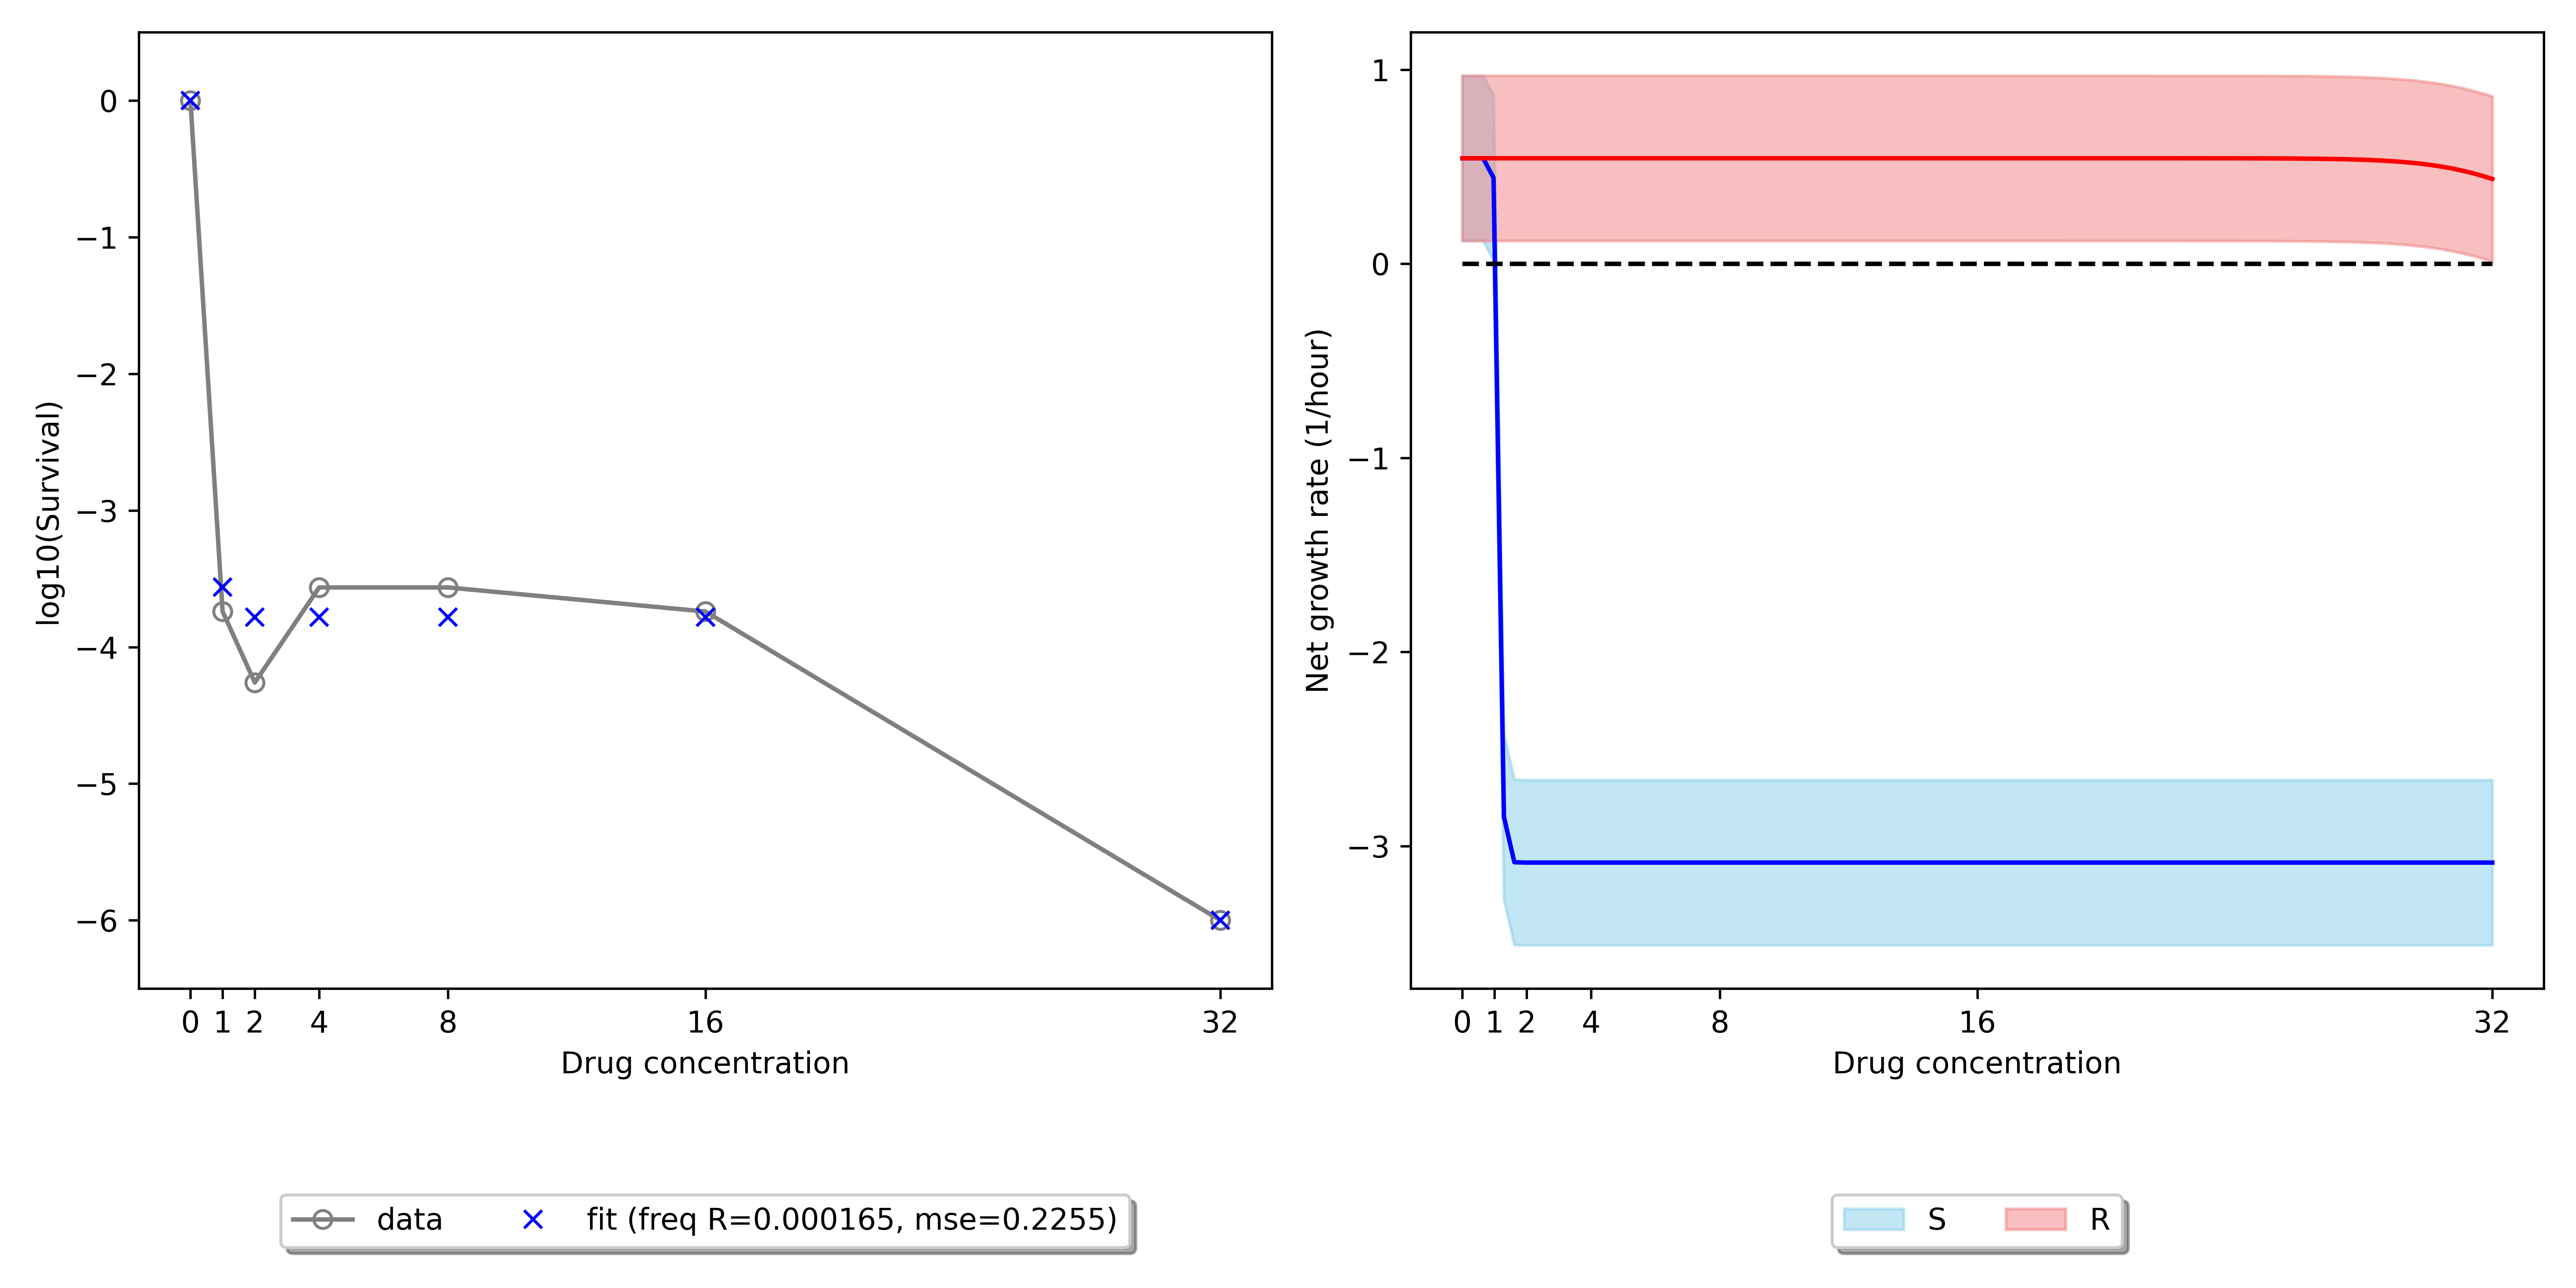 0
−1
−2
−3
−4
−5
−6
log10(Survival)
0 1 2 4 8 16 32
Drug concentration
data fit (freq R=0.000165, mse=0.2255)
1
0
−1
−2
−3
Net growth rate (1/hour)
0 1 2 4 8 16 32
Drug concentration
S R